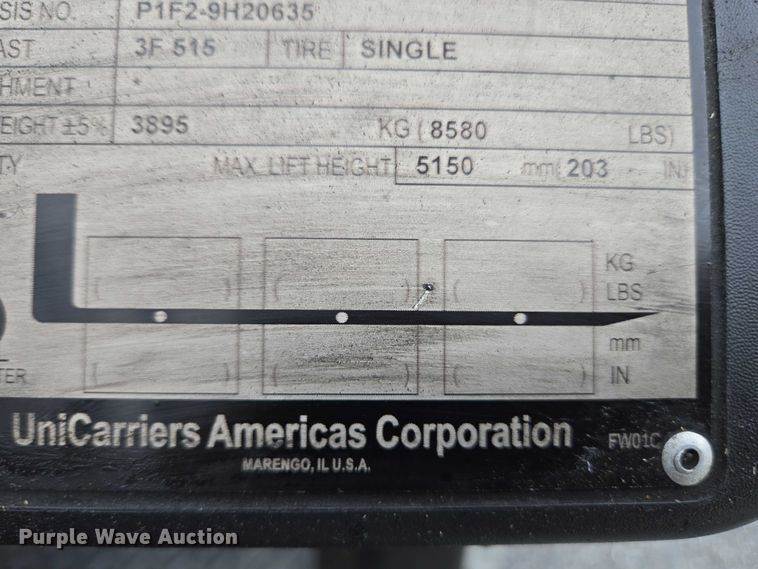 SIS NO. P1F2-9H20635
AST 3F 515 TIRE SINGLE
HMENT
EIGHT ±5% 3895 KG ( 8580 LBS)
TY MAX. LIFT HEIGHT 5150 mm( 203 IN)
KG
( ) ( ) ( ) LBS
mm
TER ( ) ( ) ( ) IN
UniCarriers Americas Corporation FW01C
MARENGO, IL U.S.A.
Purple Wave Auction